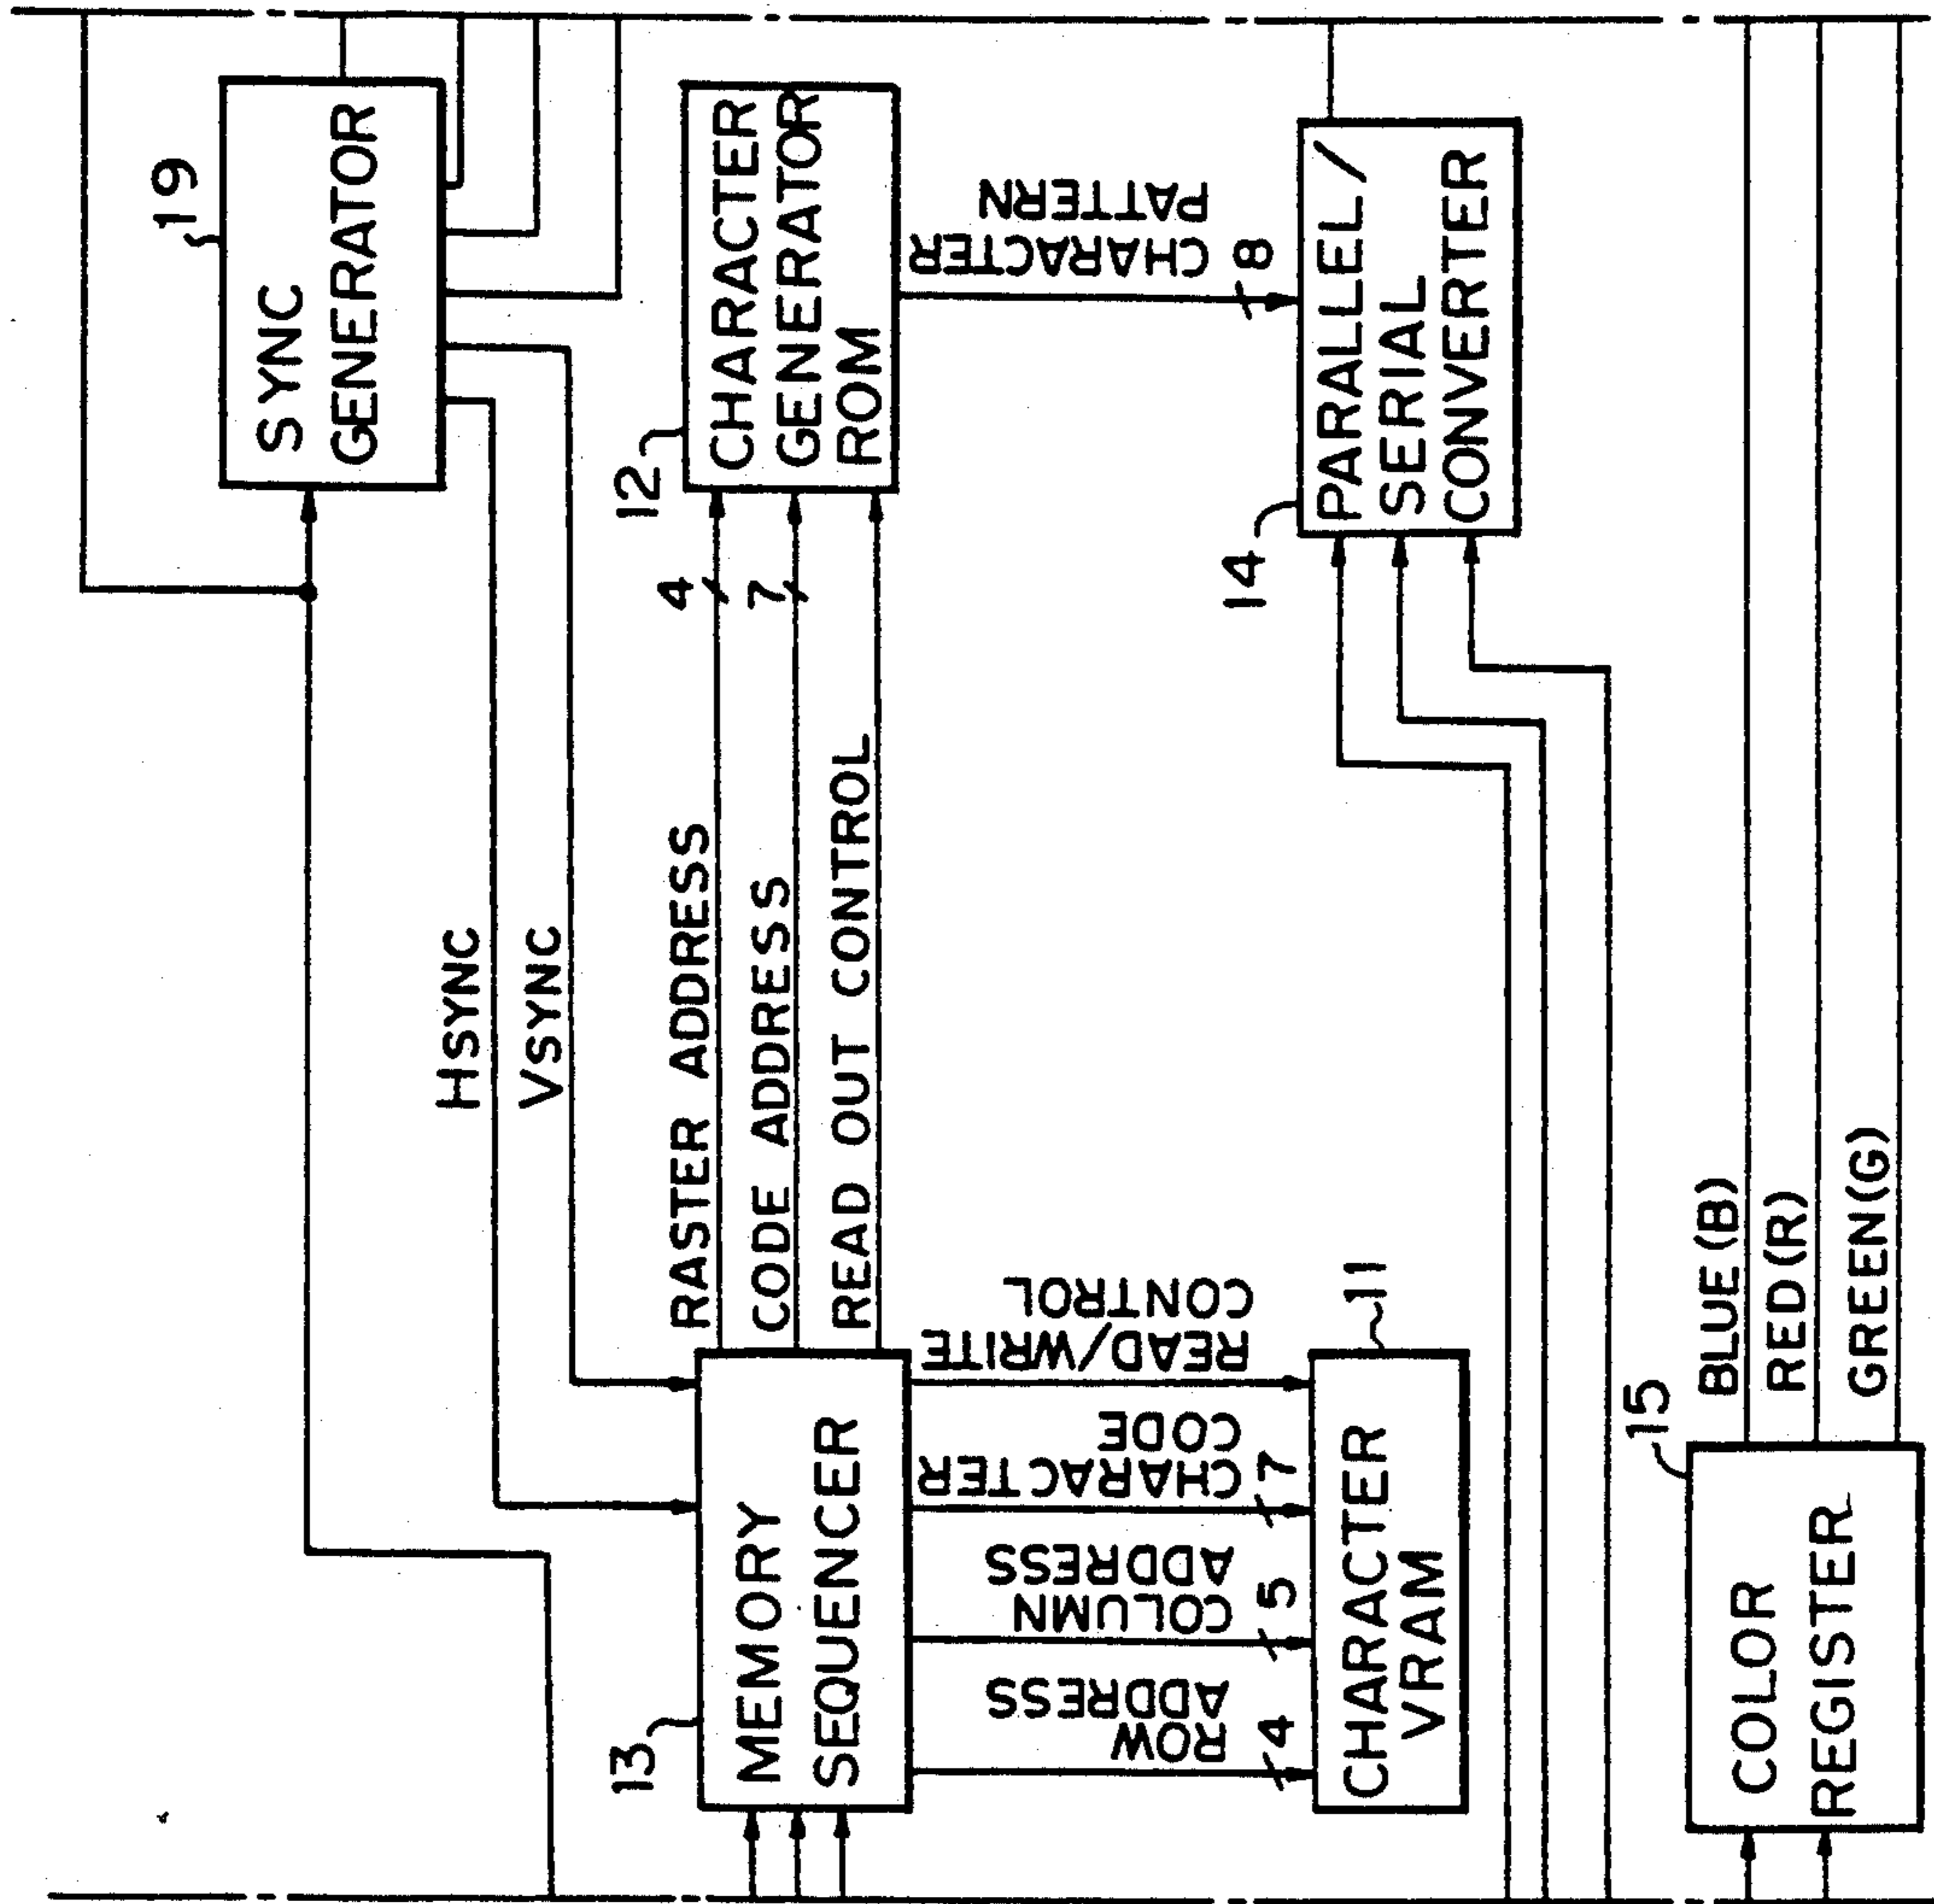 19
SYNC
GENERATOR
HSYNC
VSYNC
12
CHARACTER
GENERATOR
ROM
4
7
RASTER ADDRESS
CODE ADDRESS
READ OUT CONTROL
CHARACTER
PATTERN
8
13
MEMORY
SEQUENCER
ROW
ADDRESS
4
COLUMN
ADDRESS
5
CHARACTER
CODE
7
READ/WRITE
CONTROL
11
CHARACTER
VRAM
14
PARALLEL/
SERIAL
CONVERTER
15
COLOR
REGISTER
BLUE (B)
RED (R)
GREEN(G)